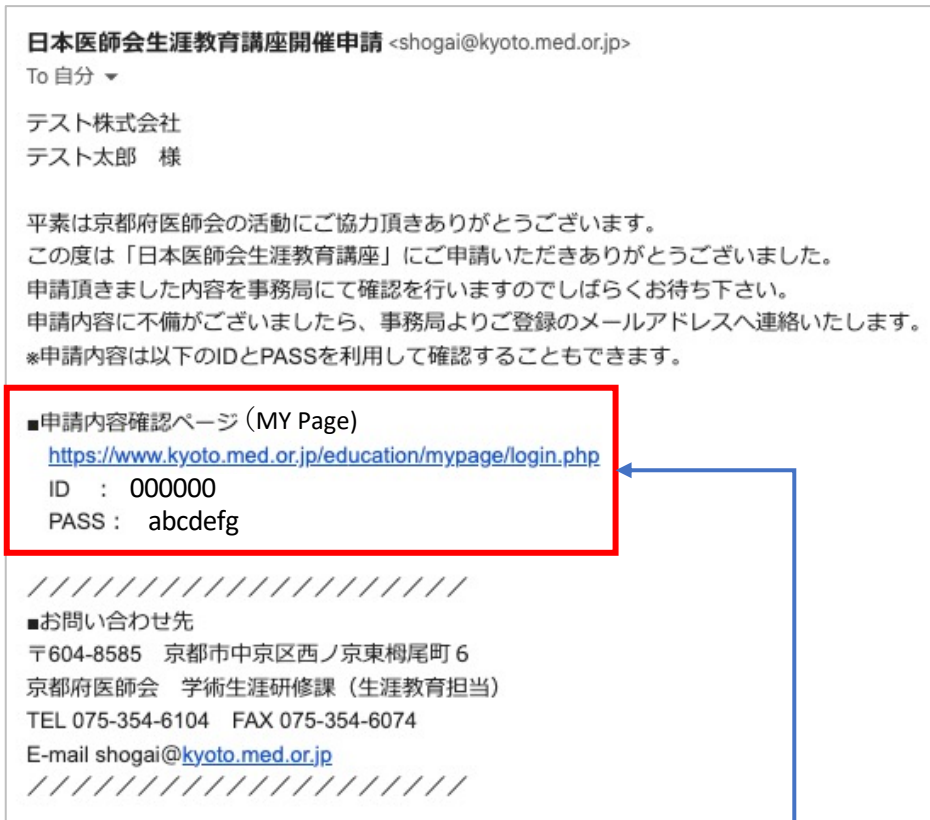 日本医師会生涯教育講座開催申請 <shogai@kyoto.med.or.jp>
To 自分
テスト株式会社
テスト太郎　様
平素は京都府医師会の活動にご協力頂きありがとうございます。
この度は「日本医師会生涯教育講座」にご申請いただきありがとうございました。
申請頂きました内容を事務局にて確認を行いますのでしばらくお待ち下さい。
申請内容に不備がございましたら、事務局よりご登録のメールアドレスへ連絡いたします。
※申請内容は以下のIDとPASSを利用して確認することもできます。
■申請内容確認ページ（MY Page)
https://www.kyoto.med.or.jp/education/mypage/login.php
ID　：　000000
PASS：　abcdefg
／／／／／／／／／／／／／／／／／／／／
■お問い合わせ先
〒604-8585　京都市中京区西ノ京東栂尾町６
京都府医師会　学術生涯研修課（生涯教育担当）
TEL 075-354-6104　FAX 075-354-6074
E-mail shogai@kyoto.med.or.jp
／／／／／／／／／／／／／／／／／／／／